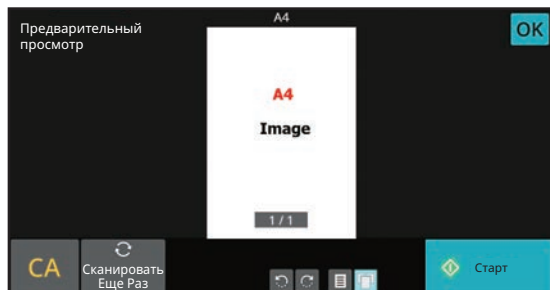 Предварительный
просмотр
A4
OK
A4
Image
1 / 1
CA
Сканировать
Еще Раз
Старт